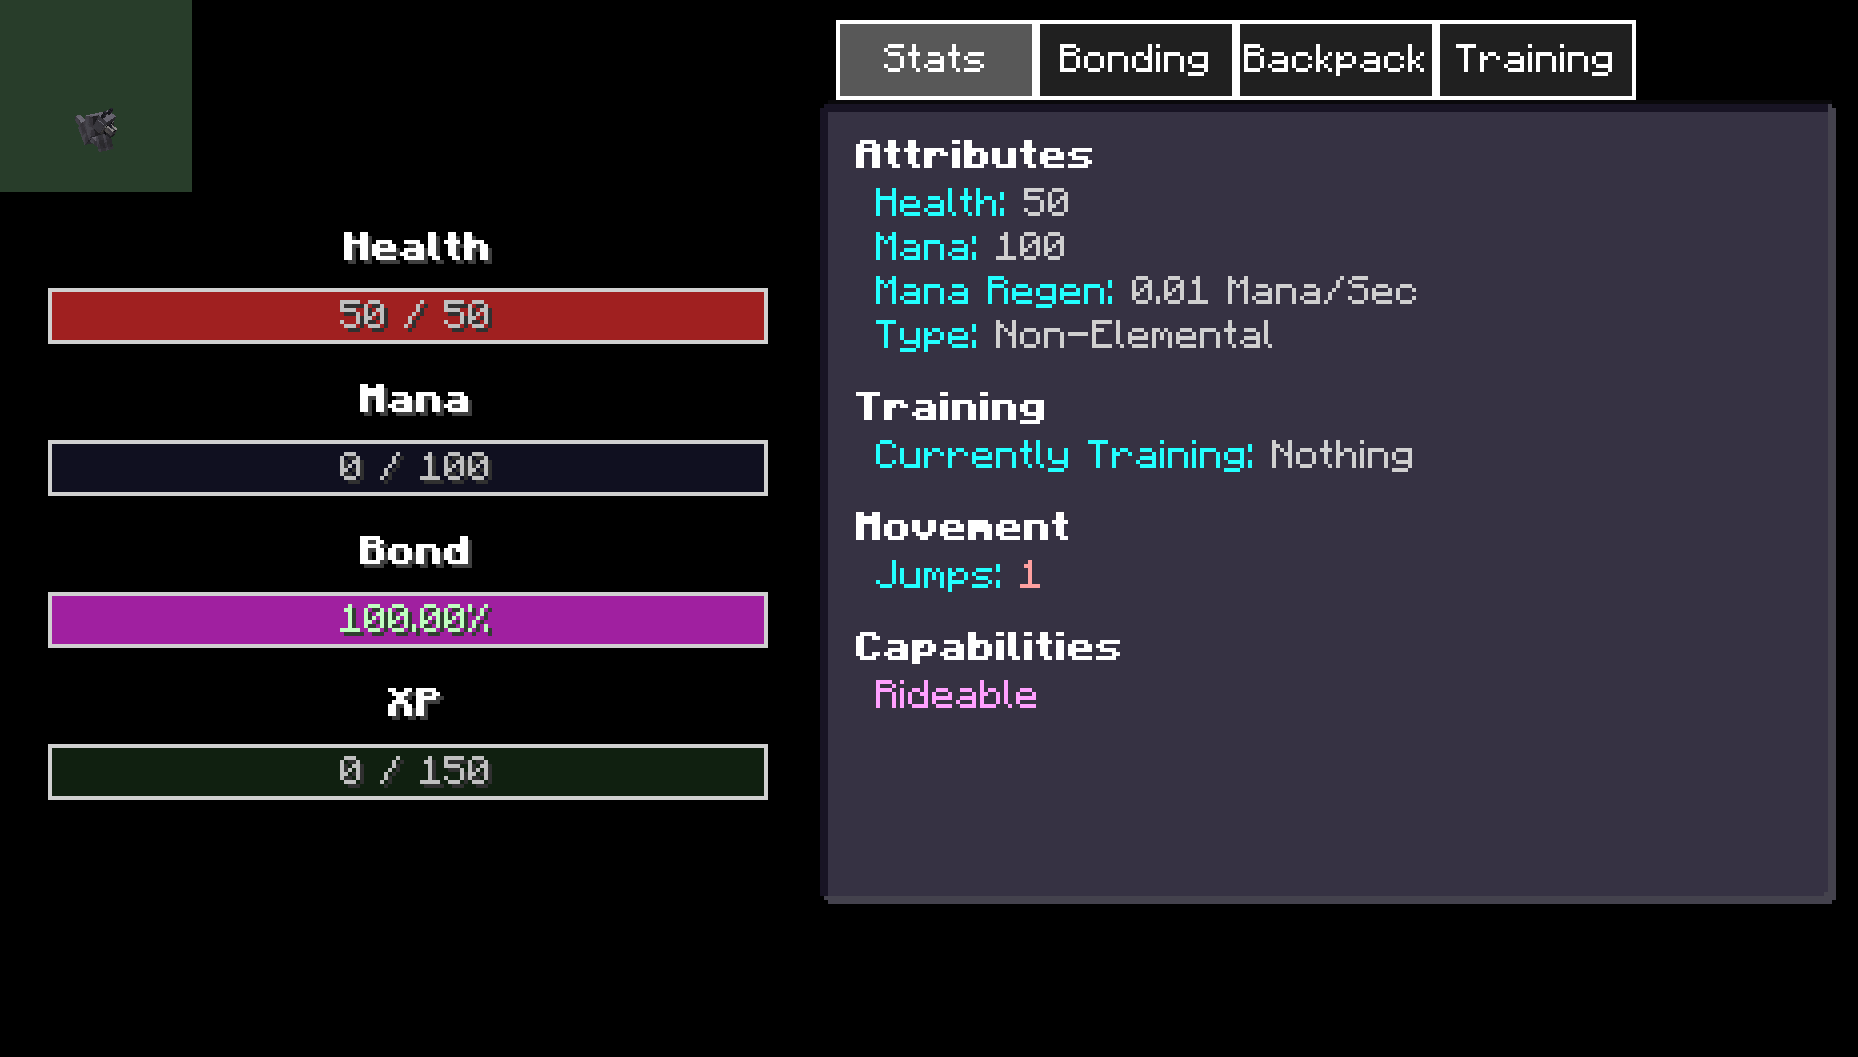 Stats Bonding Backpack Training
Health
50 / 50
Mana
0 / 100
Bond
100.00%
XP
0 / 150
Attributes
Health: 50
Mana: 100
Mana Regen: 0.01 Mana/Sec
Type: Non-Elemental
Training
Currently Training: Nothing
Movement
Jumps: 1
Capabilities
Rideable